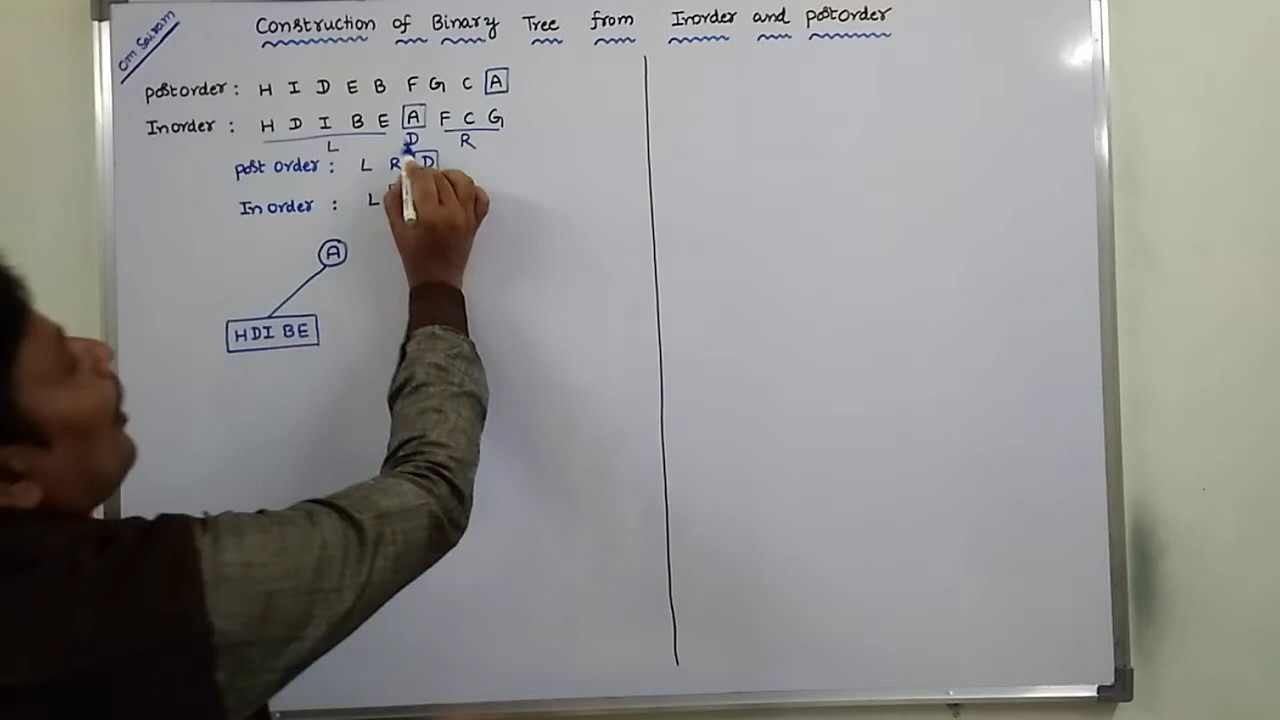 Om Sairam
Construction of Binary Tree from Inorder and postorder
postorder : H I D E B F G C A
Inorder : H D I B E A F C G
L D R
post order : L R D
In order : L
A
HDI BE